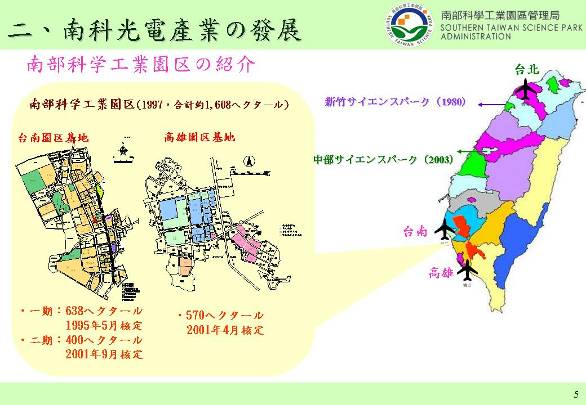 二、南科光電產業の發展
南部科學工業園區管理局
SOUTHERN TAIWAN SCIENCE PARK
ADMINISTRATION
南部科学工業園区の紹介
南部科学工業園区(1997，合計約1,608ヘクタール)
台南園区基地
高雄園区基地
・一期：638ヘクタール
1995年5月核定
・二期：400ヘクタール
2001年9月核定
・570ヘクタール
2001年4月核定
台北
新竹サイエンスパーク（1980）
中部サイエンスパーク（2003）
台南
高雄
5